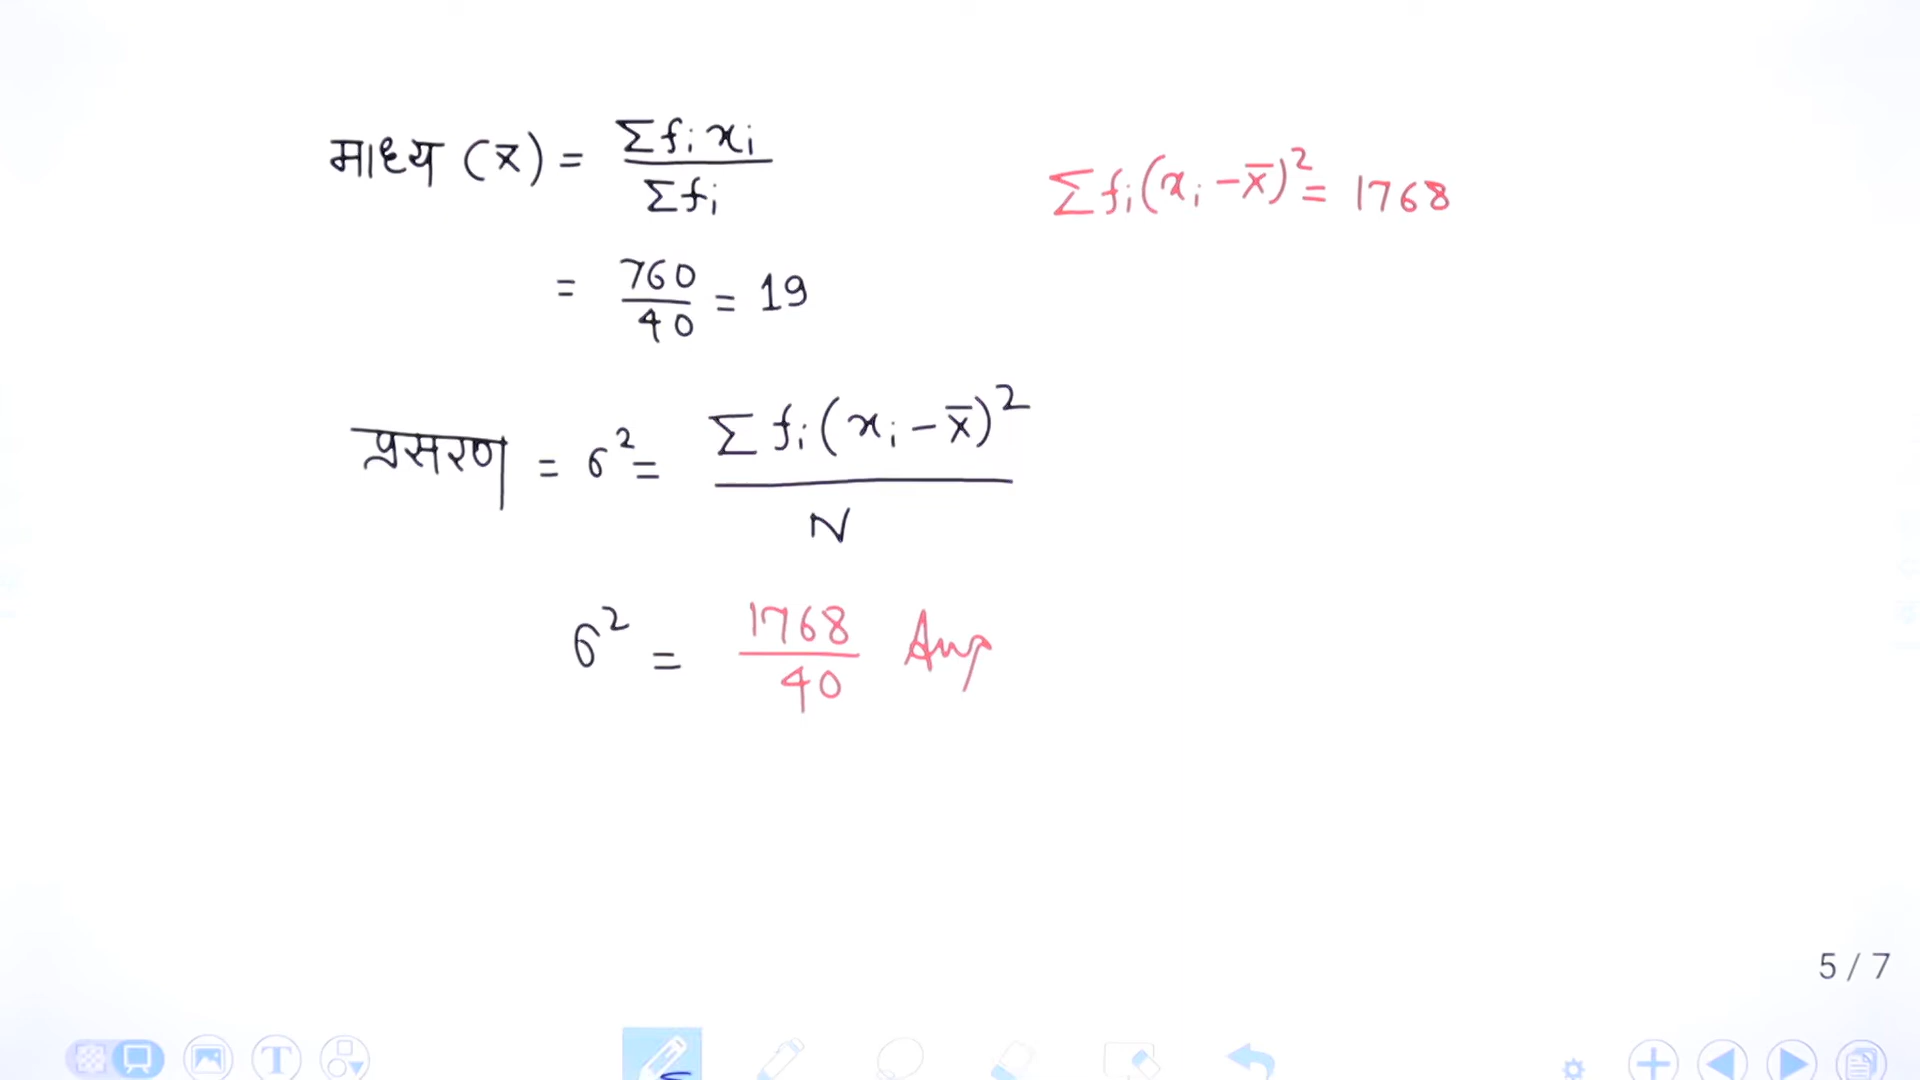 माध्य (x̄) = Σfᵢxᵢ / Σfᵢ
Σfᵢ(xᵢ - x̄)² = 1768
= 760/40 = 19
प्रसरण = σ² = Σfᵢ(xᵢ - x̄)² / N
σ² = 1768/40 Ans
5 / 7
T